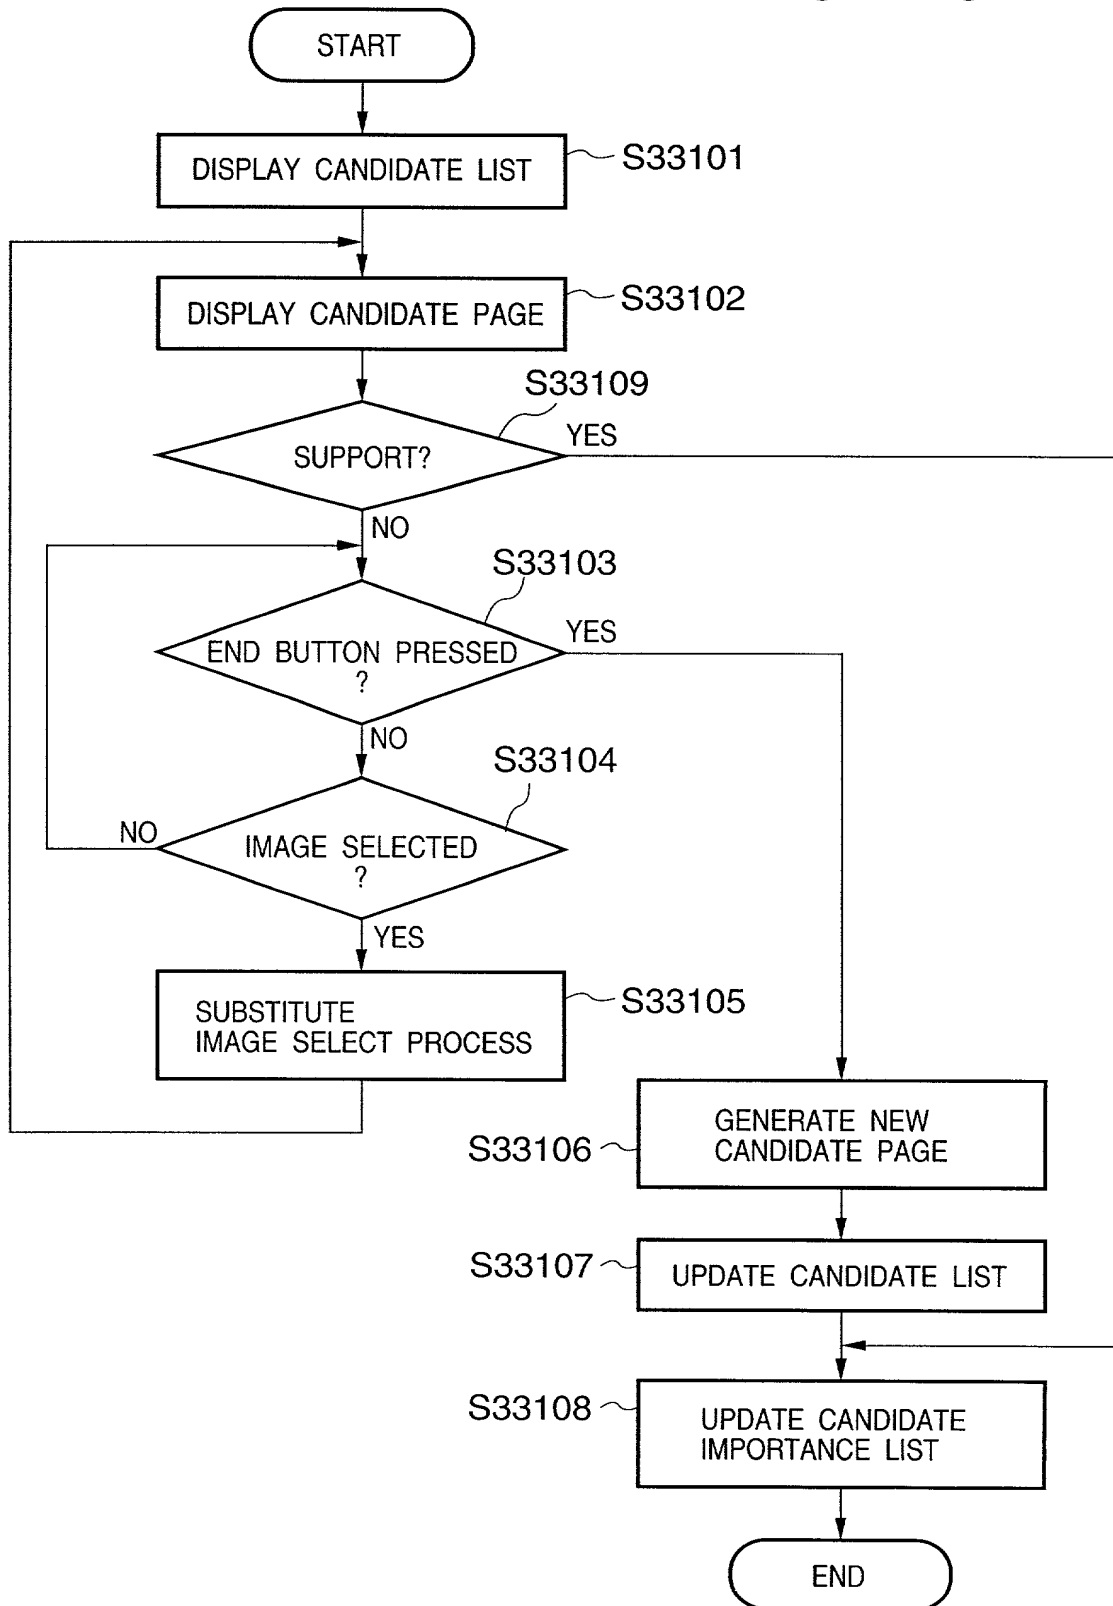 START
DISPLAY CANDIDATE LIST
S33101
DISPLAY CANDIDATE PAGE
S33102
S33109
SUPPORT?
YES
NO
S33103
END BUTTON PRESSED
?
YES
NO
S33104
IMAGE SELECTED
?
NO
YES
SUBSTITUTE
IMAGE SELECT PROCESS
S33105
GENERATE NEW
CANDIDATE PAGE
S33106
UPDATE CANDIDATE LIST
S33107
UPDATE CANDIDATE
IMPORTANCE LIST
S33108
END